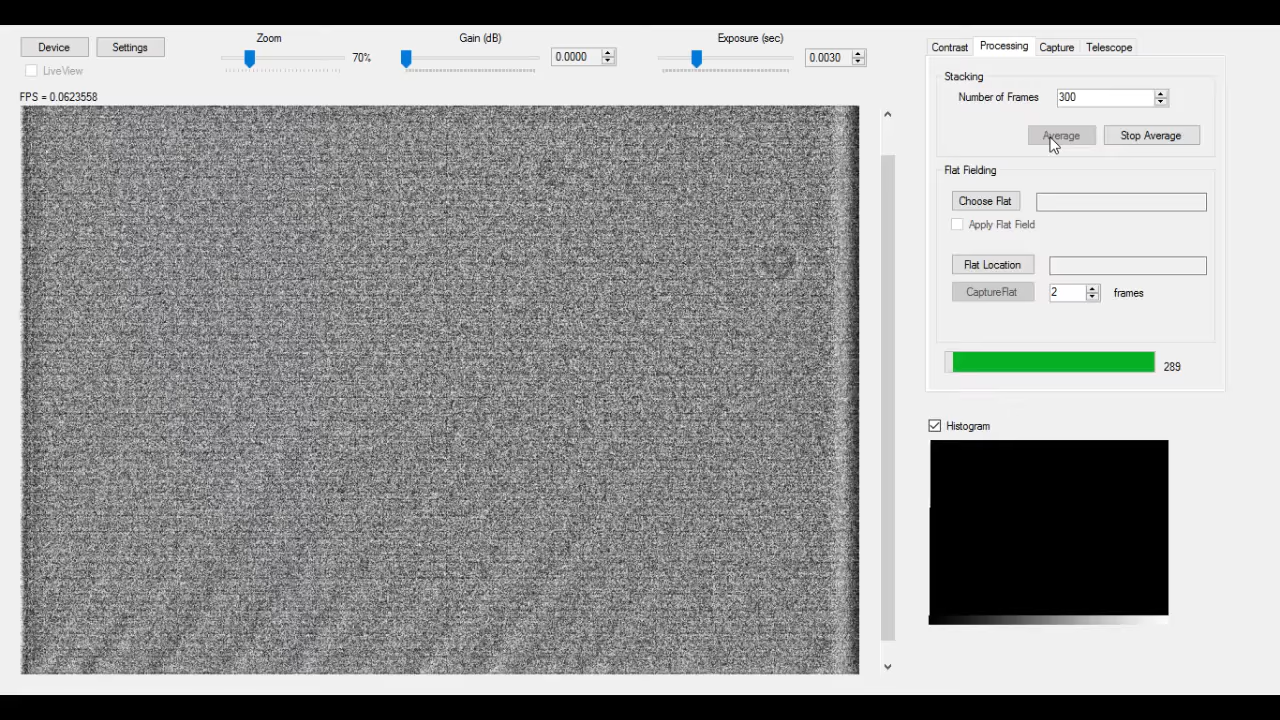 Device Settings
Zoom
70%
Gain (dB)
0.0000
Exposure (sec)
0.0030
LiveView
FPS = 0.0623558
Contrast Processing Capture Telescope
Stacking
Number of Frames 300
Average Stop Average
Flat Fielding
Choose Flat
Apply Flat Field
Flat Location
CaptureFlat 2 frames
289
Histogram